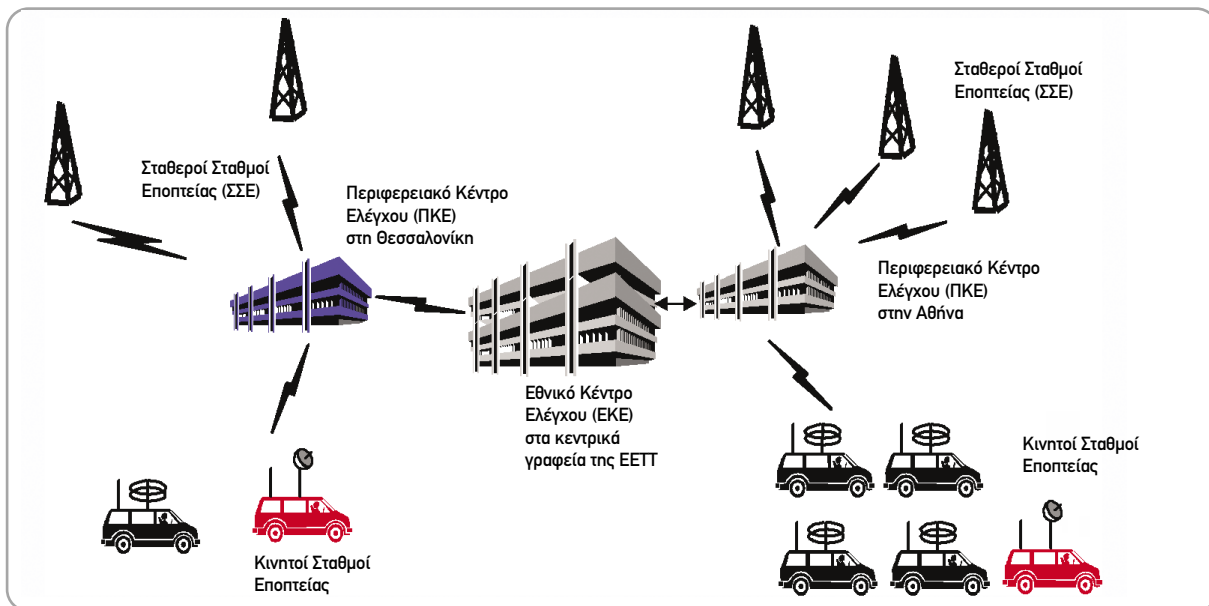 Σταθεροί Σταθμοί
Εποπτείας (ΣΣΕ)
Σταθεροί Σταθμοί
Εποπτείας (ΣΣΕ)
Περιφερειακό Κέντρο
Ελέγχου (ΠΚΕ)
στη Θεσσαλονίκη
Περιφερειακό Κέντρο
Ελέγχου (ΠΚΕ)
στην Αθήνα
Εθνικό Κέντρο
Ελέγχου (ΕΚΕ)
στα κεντρικά
γραφεία της ΕΕΤΤ
Κινητοί Σταθμοί
Εποπτείας
Κινητοί Σταθμοί
Εποπτείας